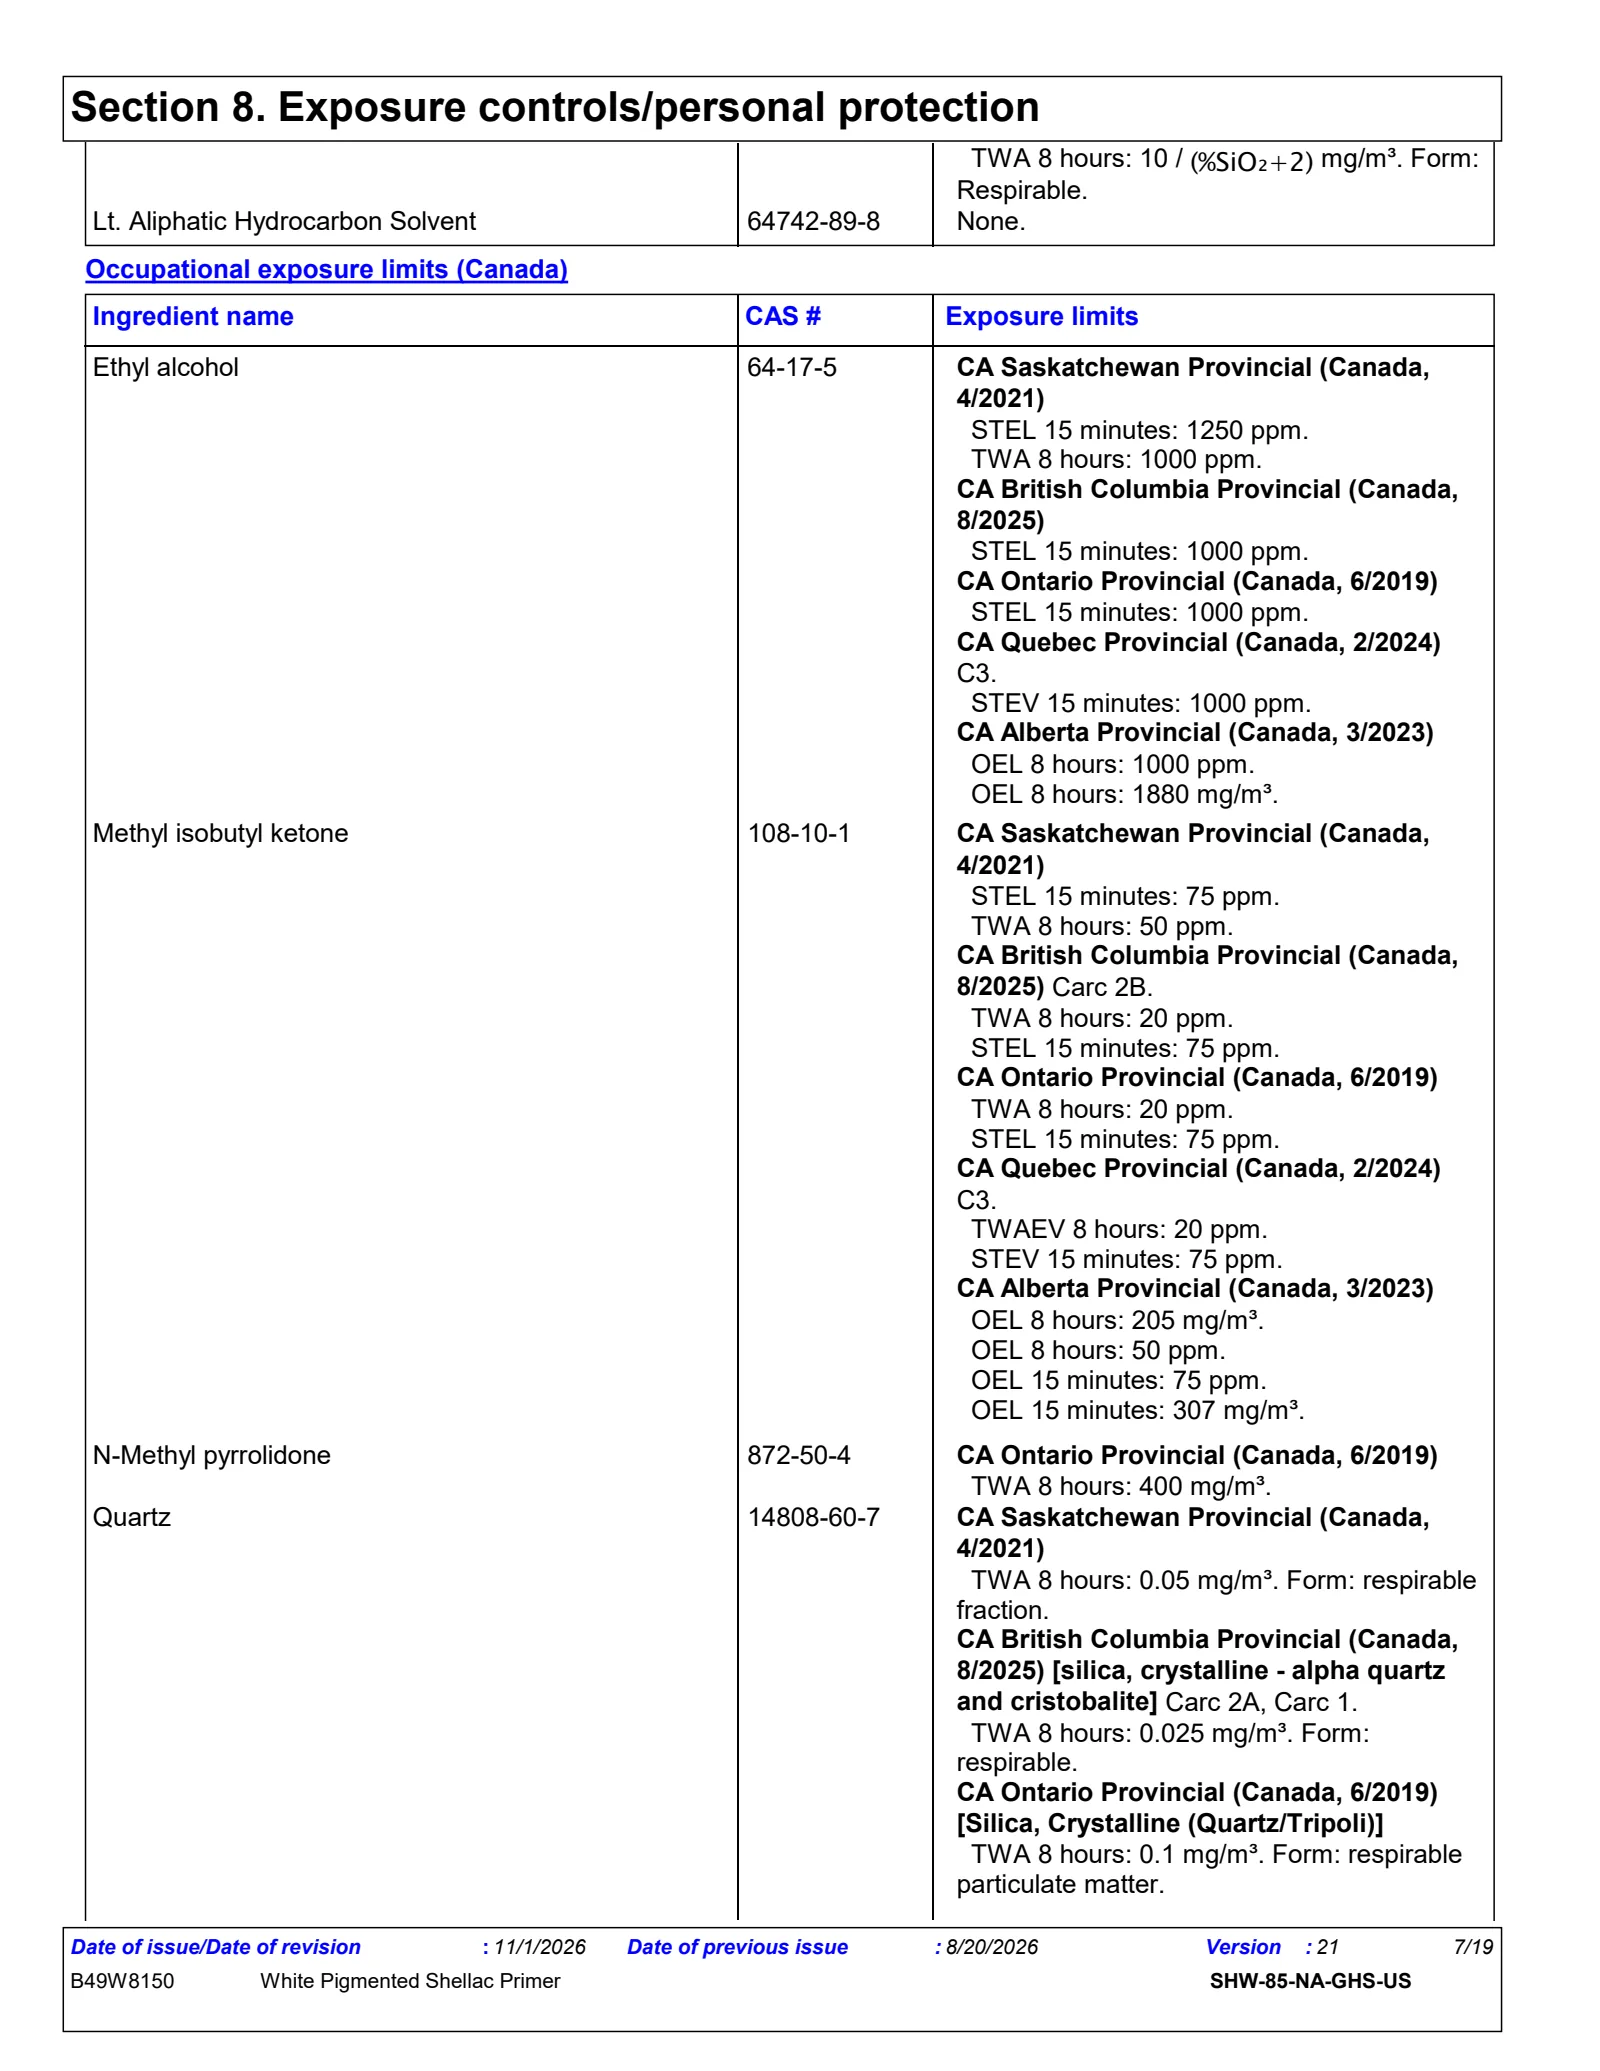 Section 8. Exposure controls/personal protection
TWA 8 hours: 10 / (%SiO₂+2) mg/m³. Form:
Respirable.
Lt. Aliphatic Hydrocarbon Solvent 64742-89-8 None.
Occupational exposure limits (Canada)
Ingredient name CAS # Exposure limits
Ethyl alcohol 64-17-5 CA Saskatchewan Provincial (Canada,
4/2021)
STEL 15 minutes: 1250 ppm.
TWA 8 hours: 1000 ppm.
CA British Columbia Provincial (Canada,
8/2025)
STEL 15 minutes: 1000 ppm.
CA Ontario Provincial (Canada, 6/2019)
STEL 15 minutes: 1000 ppm.
CA Quebec Provincial (Canada, 2/2024)
C3.
STEV 15 minutes: 1000 ppm.
CA Alberta Provincial (Canada, 3/2023)
OEL 8 hours: 1000 ppm.
OEL 8 hours: 1880 mg/m³.
Methyl isobutyl ketone 108-10-1 CA Saskatchewan Provincial (Canada,
4/2021)
STEL 15 minutes: 75 ppm.
TWA 8 hours: 50 ppm.
CA British Columbia Provincial (Canada,
8/2025) Carc 2B.
TWA 8 hours: 20 ppm.
STEL 15 minutes: 75 ppm.
CA Ontario Provincial (Canada, 6/2019)
TWA 8 hours: 20 ppm.
STEL 15 minutes: 75 ppm.
CA Quebec Provincial (Canada, 2/2024)
C3.
TWAEV 8 hours: 20 ppm.
STEV 15 minutes: 75 ppm.
CA Alberta Provincial (Canada, 3/2023)
OEL 8 hours: 205 mg/m³.
OEL 8 hours: 50 ppm.
OEL 15 minutes: 75 ppm.
OEL 15 minutes: 307 mg/m³.
N-Methyl pyrrolidone 872-50-4 CA Ontario Provincial (Canada, 6/2019)
TWA 8 hours: 400 mg/m³.
Quartz 14808-60-7 CA Saskatchewan Provincial (Canada,
4/2021)
TWA 8 hours: 0.05 mg/m³. Form: respirable
fraction.
CA British Columbia Provincial (Canada,
8/2025) [silica, crystalline - alpha quartz
and cristobalite] Carc 2A, Carc 1.
TWA 8 hours: 0.025 mg/m³. Form:
respirable.
CA Ontario Provincial (Canada, 6/2019)
[Silica, Crystalline (Quartz/Tripoli)]
TWA 8 hours: 0.1 mg/m³. Form: respirable
particulate matter.
Date of issue/Date of revision : 11/1/2026 Date of previous issue : 8/20/2026 Version : 21 7/19
B49W8150 White Pigmented Shellac Primer SHW-85-NA-GHS-US